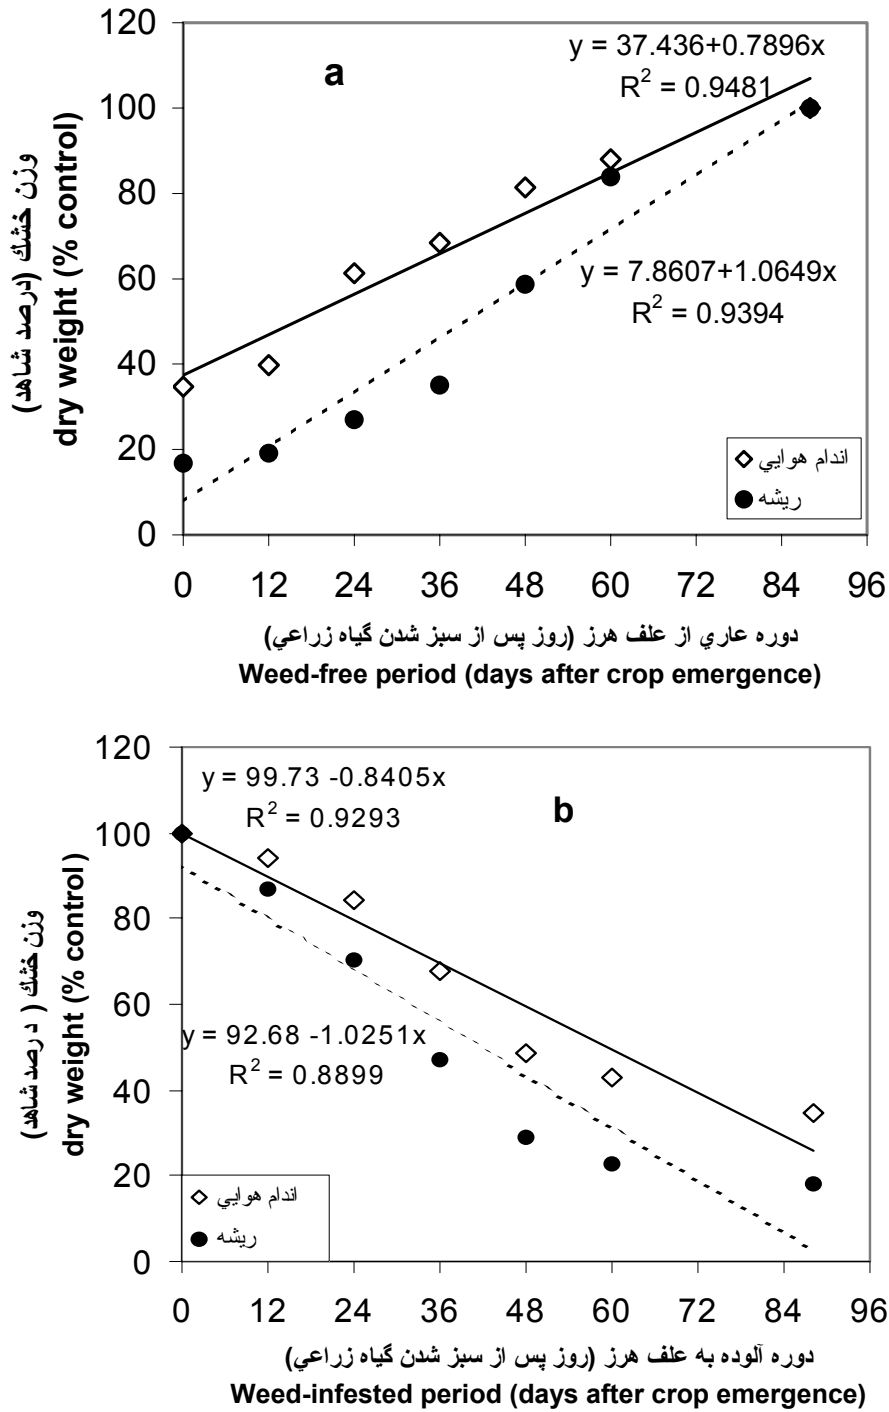 a
y = 37.436+0.7896x
R² = 0.9481
y = 7.8607+1.0649x
R² = 0.9394
120
100
80
60
40
20
0
وزن خشك (درصد شاهد)
dry weight (% control)
اندام هوايي
ريشه
0 12 24 36 48 60 72 84 96
دوره عاري از علف هرز (روز پس از سبز شدن گياه زراعي)
Weed-free period (days after crop emergence)
b
y = 99.73 -0.8405x
R² = 0.9293
y = 92.68 -1.0251x
R² = 0.8899
120
100
80
60
40
20
0
وزن خشك ( درصد شاهد)
dry weight (% control)
اندام هوايي
ريشه
0 12 24 36 48 60 72 84 96
دوره آلوده به علف هرز (روز پس از سبز شدن گياه زراعي)
Weed-infested period (days after crop emergence)